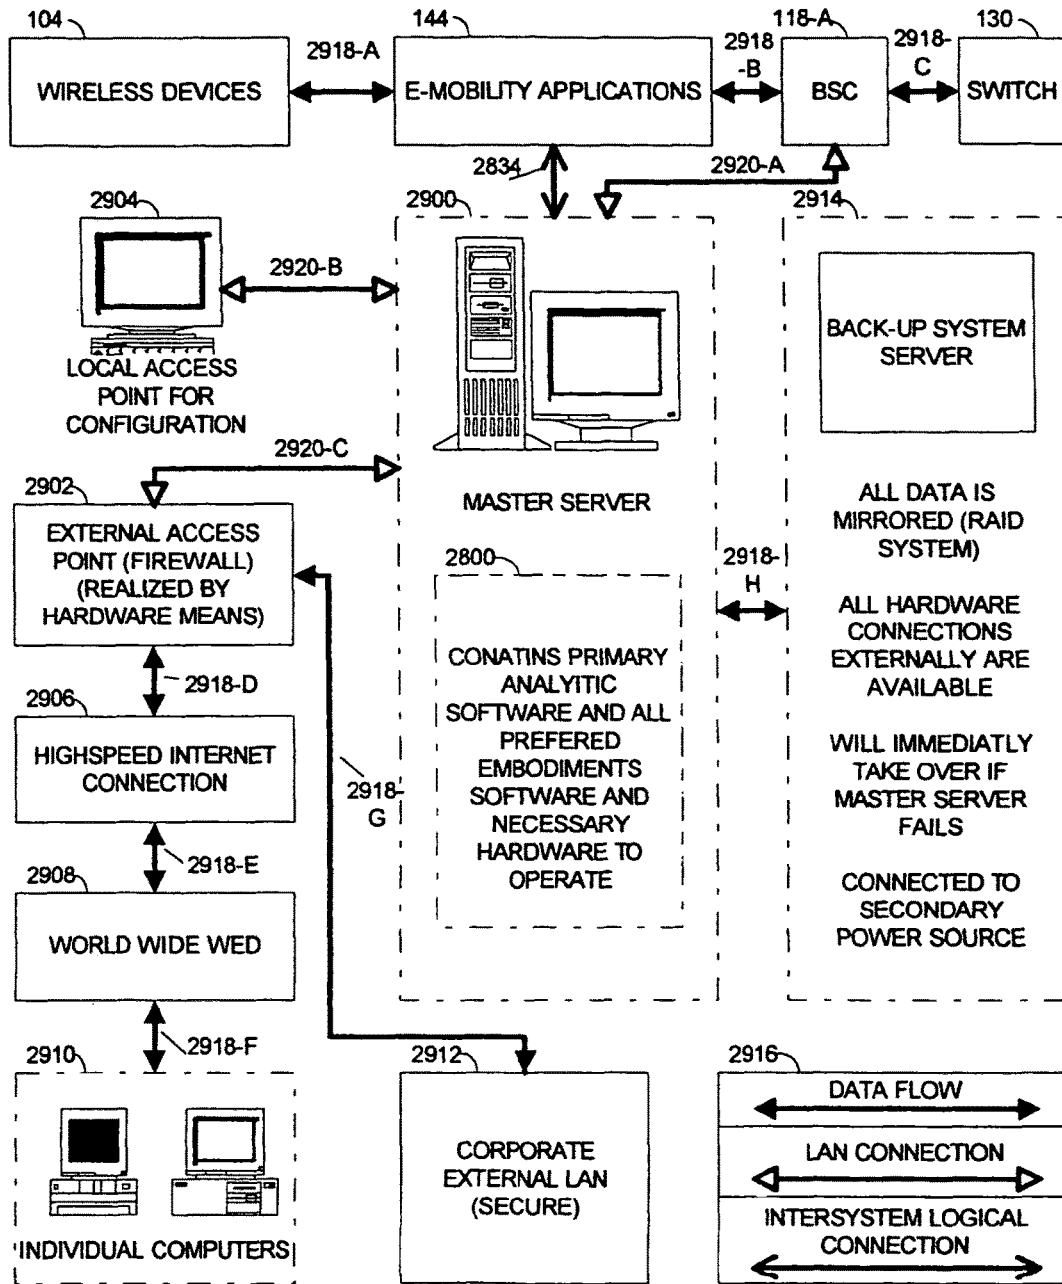 104
144
118-A
130
2918-A
2918
-B
2918-
C
WIRELESS DEVICES
E-MOBILITY APPLICATIONS
BSC
SWITCH
2834
2920-A
2904
2900
2914
2920-B
LOCAL ACCESS
POINT FOR
CONFIGURATION
BACK-UP SYSTEM
SERVER
2920-C
2902
EXTERNAL ACCESS
POINT (FIREWALL)
(REALIZED BY
HARDWARE MEANS)
MASTER SERVER
ALL DATA IS
MIRRORED (RAID
SYSTEM)
2800
2918-
H
ALL HARDWARE
CONNECTIONS
EXTERNALLY ARE
AVAILABLE
CONATINS PRIMARY
ANALYITIC
SOFTWARE AND ALL
PREFERED
EMBODIMENTS
SOFTWARE AND
NECESSARY
HARDWARE TO
OPERATE
2918-D
2906
HIGHSPEED INTERNET
CONNECTION
WILL IMMEDIATLY
TAKE OVER IF
MASTER SERVER
FAILS
2918-
G
2918-E
2908
WORLD WIDE WED
CONNECTED TO
SECONDARY
POWER SOURCE
2918-F
2910
INDIVIDUAL COMPUTERS
2912
CORPORATE
EXTERNAL LAN
(SECURE)
2916
DATA FLOW
LAN CONNECTION
INTERSYSTEM LOGICAL
CONNECTION